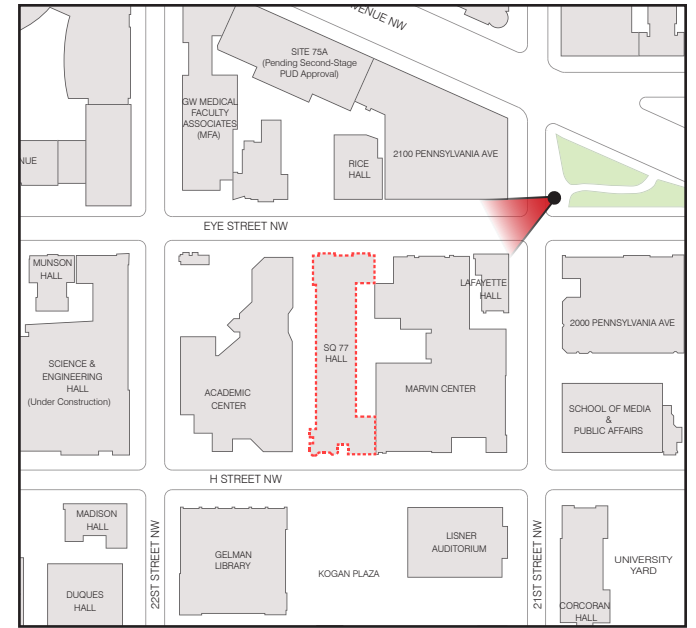 VENUE NW
SITE 75A
(Pending Second-Stage
PUD Approval)
GW MEDICAL
FACULTY
ASSOCIATES
(MFA)
NUE
RICE
HALL
2100 PENNSYLVANIA AVE
EYE STREET NW
MUNSON
HALL
LAFAYETTE
HALL
2000 PENNSYLVANIA AVE
SQ 77
HALL
SCIENCE &
ENGINEERING
HALL
(Under Construction)
ACADEMIC
CENTER
MARVIN CENTER
SCHOOL OF MEDIA
&
PUBLIC AFFAIRS
H STREET NW
MADISON
HALL
22ST STREET NW
GELMAN
LIBRARY
KOGAN PLAZA
LISNER
AUDITORIUM
21ST STREET NW
UNIVERSITY
YARD
DUQUES
HALL
CORCORAN
HALL